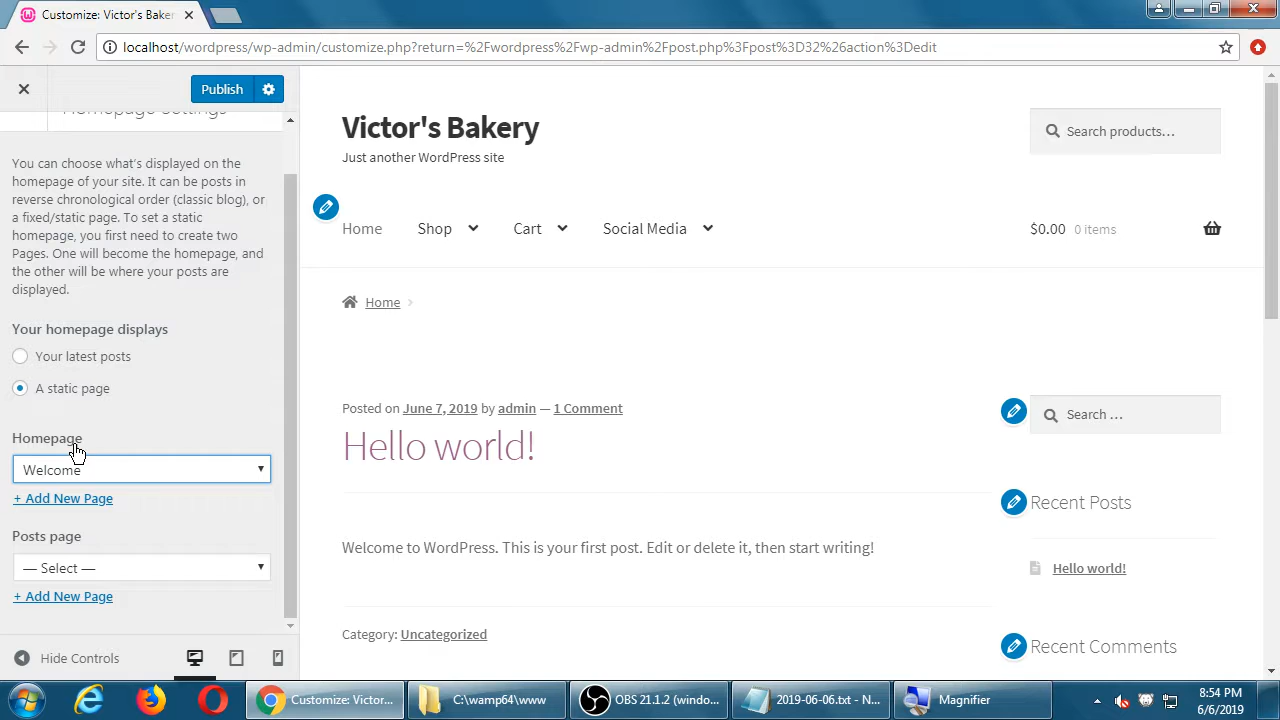 Customize: Victor's Baker
localhost/wordpress/wp-admin/customize.php?return=%2Fwordpress%2Fwp-admin%2Fpost.php%3Fpost%3D32%26action%3Dedit
Publish
Homepage Settings
You can choose what's displayed on the
homepage of your site. It can be posts in
reverse chronological order (classic blog), or
a fixed/static page. To set a static
homepage, you first need to create two
Pages. One will become the homepage, and
the other will be where your posts are
displayed.
Your homepage displays
Your latest posts
A static page
Homepage
Welcome
+ Add New Page
Posts page
— Select —
+ Add New Page
Hide Controls
Victor's Bakery
Just another WordPress site
Search products…
Home Shop Cart Social Media
$0.00 0 items
Home
Posted on June 7, 2019 by admin — 1 Comment
Hello world!
Welcome to WordPress. This is your first post. Edit or delete it, then start writing!
Category: Uncategorized
Search …
Recent Posts
Hello world!
Recent Comments
Customize: Victor...
C:\wamp64\www
OBS 21.1.2 (windo...
2019-06-06.txt - N...
Magnifier
8:54 PM
6/6/2019